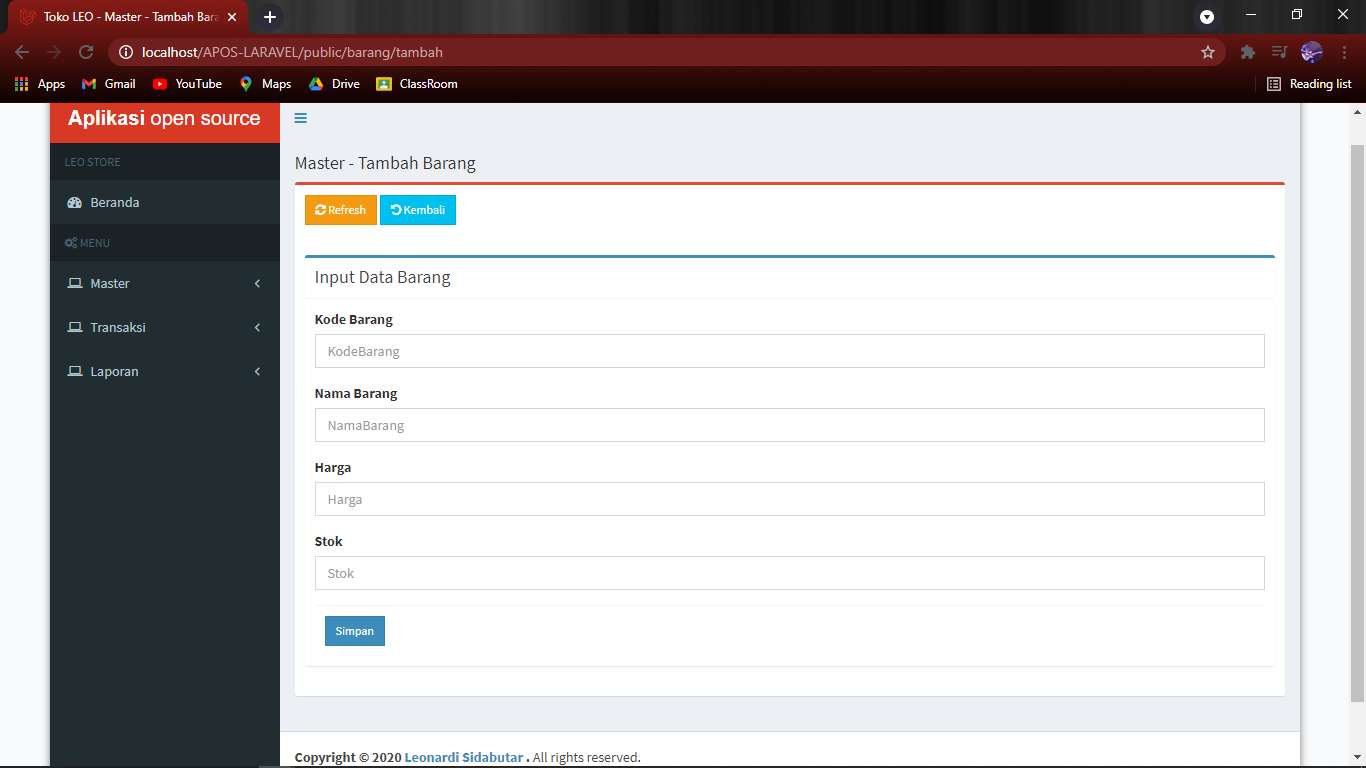 Toko LEO - Master - Tambah Bara
localhost/APOS-LARAVEL/public/barang/tambah
Apps Gmail YouTube Maps Drive ClassRoom Reading list
Aplikasi open source
LEO STORE
Beranda
MENU
Master
Transaksi
Laporan
Master - Tambah Barang
Refresh Kembali
Input Data Barang
Kode Barang
KodeBarang
Nama Barang
NamaBarang
Harga
Harga
Stok
Stok
Simpan
Copyright © 2020 Leonardi Sidabutar . All rights reserved.